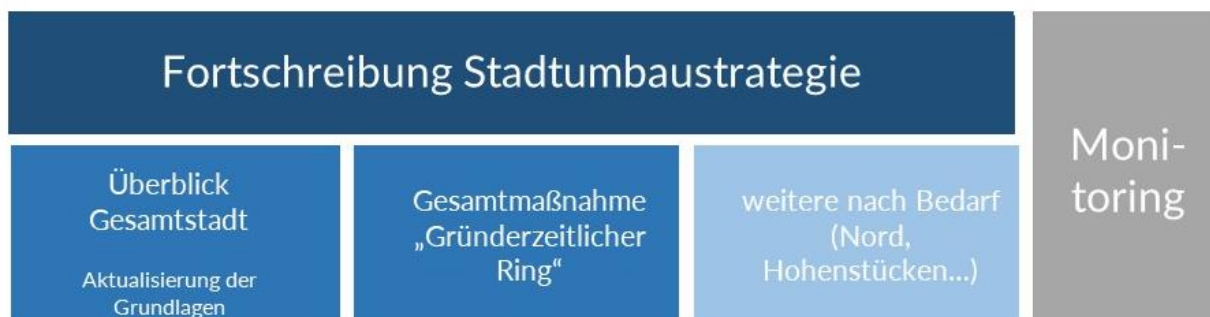 Fortschreibung Stadtumbaustrategie
Überblick
Gesamtstadt
Aktualisierung der
Grundlagen
Gesamtmaßnahme
„Gründerzeitlicher
Ring“
weitere nach Bedarf
(Nord,
Hohenstücken...)
Moni-
toring